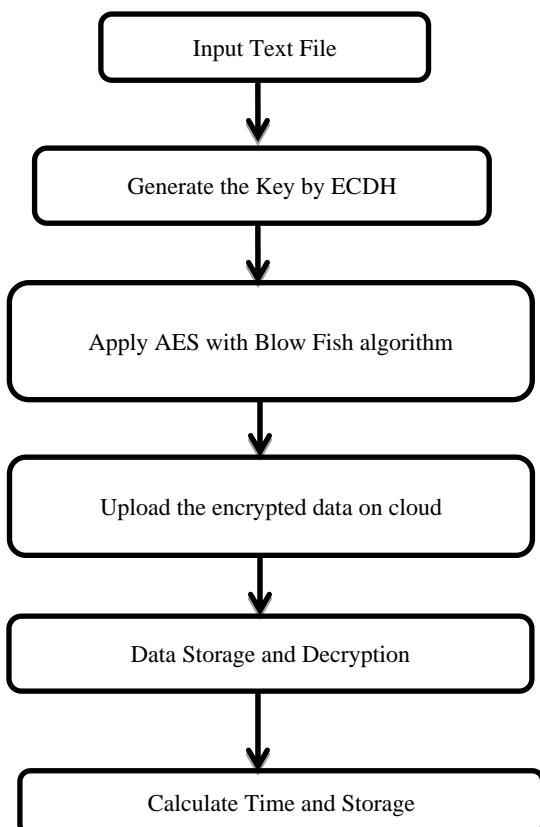 Input Text File
Generate the Key by ECDH
Apply AES with Blow Fish algorithm
Upload the encrypted data on cloud
Data Storage and Decryption
Calculate Time and Storage